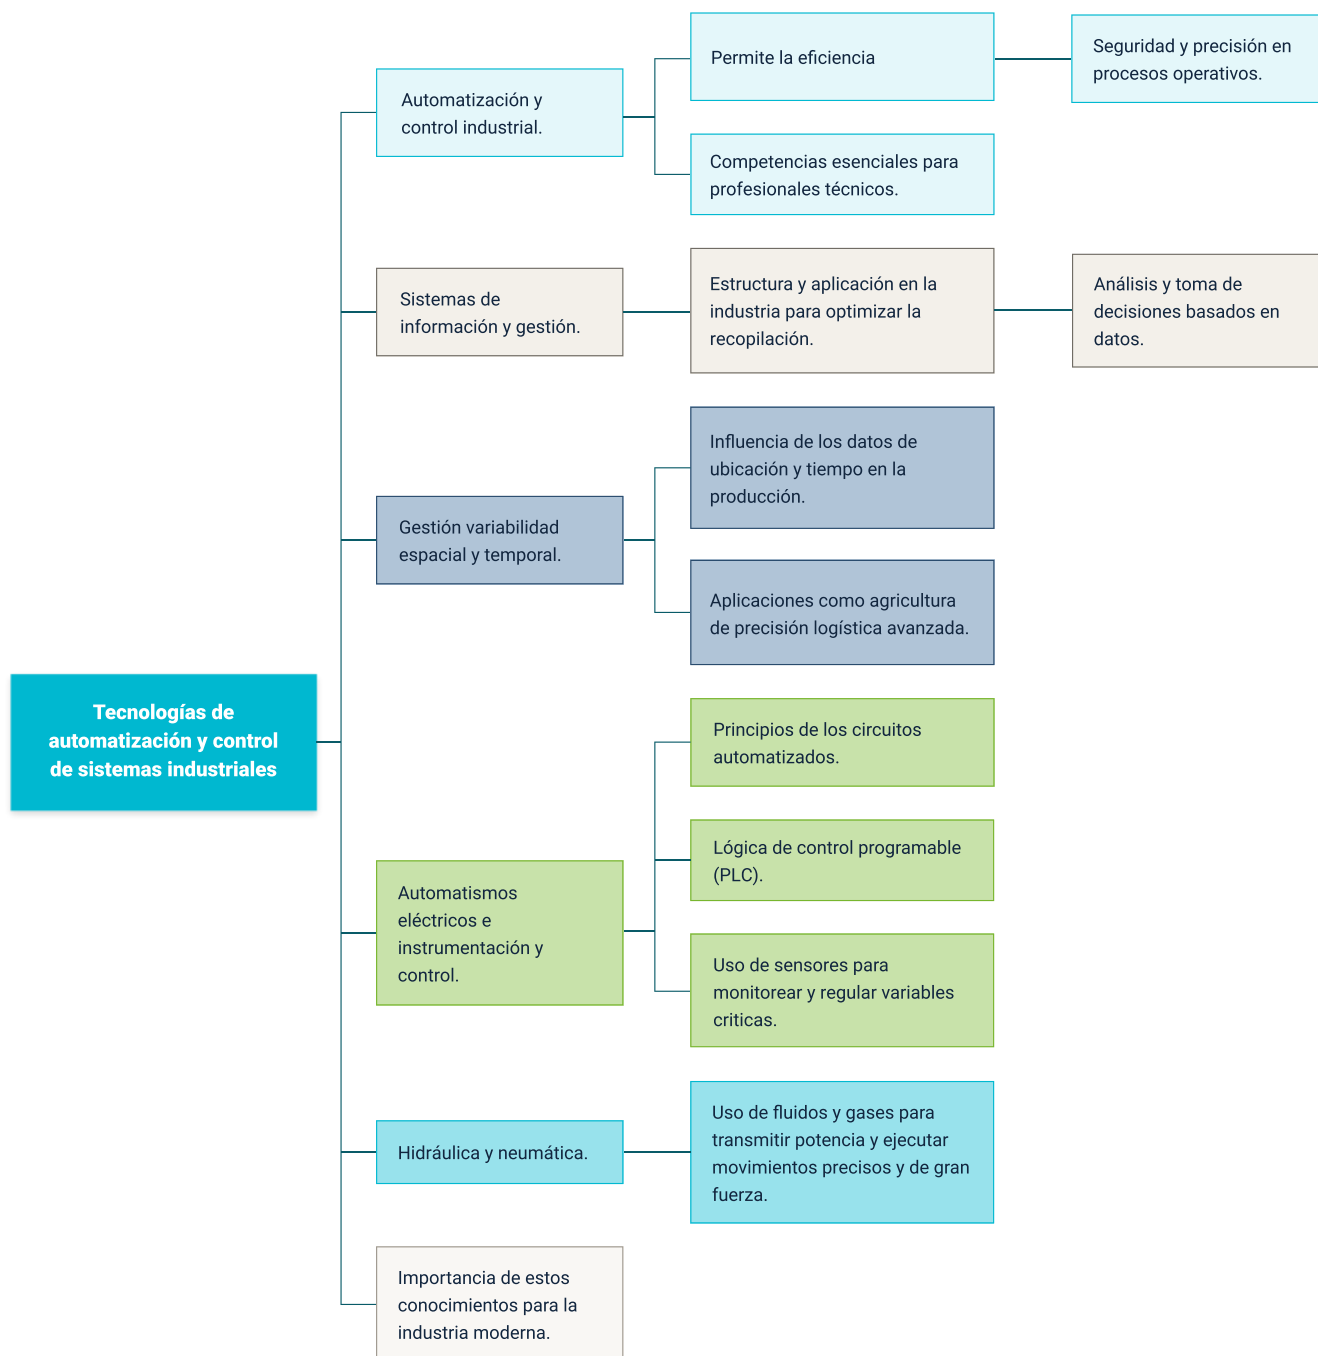 Tecnologías de
automatización y control
de sistemas industriales
Automatización y
control industrial.
Permite la eficiencia
Seguridad y precisión en
procesos operativos.
Competencias esenciales para
profesionales técnicos.
Sistemas de
información y gestión.
Estructura y aplicación en la
industria para optimizar la
recopilación.
Análisis y toma de
decisiones basados en
datos.
Gestión variabilidad
espacial y temporal.
Influencia de los datos de
ubicación y tiempo en la
producción.
Aplicaciones como agricultura
de precisión logística avanzada.
Automatismos
eléctricos e
instrumentación y
control.
Principios de los circuitos
automatizados.
Lógica de control programable
(PLC).
Uso de sensores para
monitorear y regular variables
criticas.
Hidráulica y neumática.
Uso de fluidos y gases para
transmitir potencia y ejecutar
movimientos precisos y de gran
fuerza.
Importancia de estos
conocimientos para la
industria moderna.